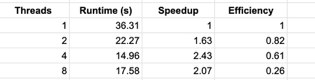 Threads Runtime (s) Speedup Efficiency
1 36.31 1 1
2 22.27 1.63 0.82
4 14.96 2.43 0.61
8 17.58 2.07 0.26